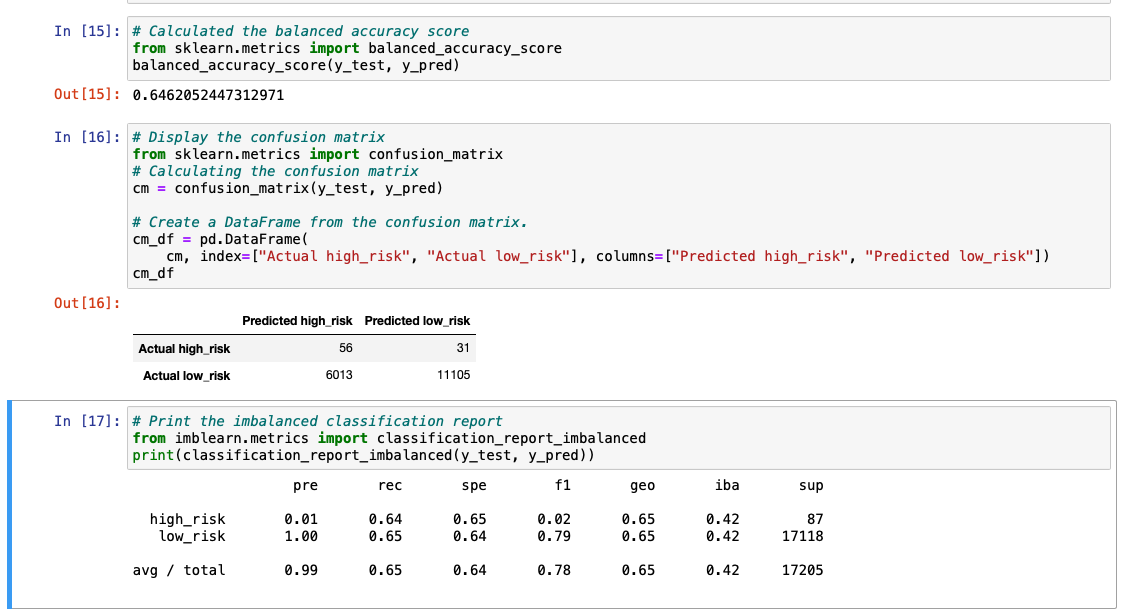 In [15]: # Calculated the balanced accuracy score
from sklearn.metrics import balanced_accuracy_score
balanced_accuracy_score(y_test, y_pred)
Out[15]: 0.6462052447312971
In [16]: # Display the confusion matrix
from sklearn.metrics import confusion_matrix
# Calculating the confusion matrix
cm = confusion_matrix(y_test, y_pred)
# Create a DataFrame from the confusion matrix.
cm_df = pd.DataFrame(
    cm, index=["Actual high_risk", "Actual low_risk"], columns=["Predicted high_risk", "Predicted low_risk"])
cm_df
Out[16]:
Predicted high_risk Predicted low_risk
Actual high_risk 56 31
Actual low_risk 6013 11105
In [17]: # Print the imbalanced classification report
from imblearn.metrics import classification_report_imbalanced
print(classification_report_imbalanced(y_test, y_pred))
pre rec spe f1 geo iba sup
high_risk 0.01 0.64 0.65 0.02 0.65 0.42 87
low_risk 1.00 0.65 0.64 0.79 0.65 0.42 17118
avg / total 0.99 0.65 0.64 0.78 0.65 0.42 17205